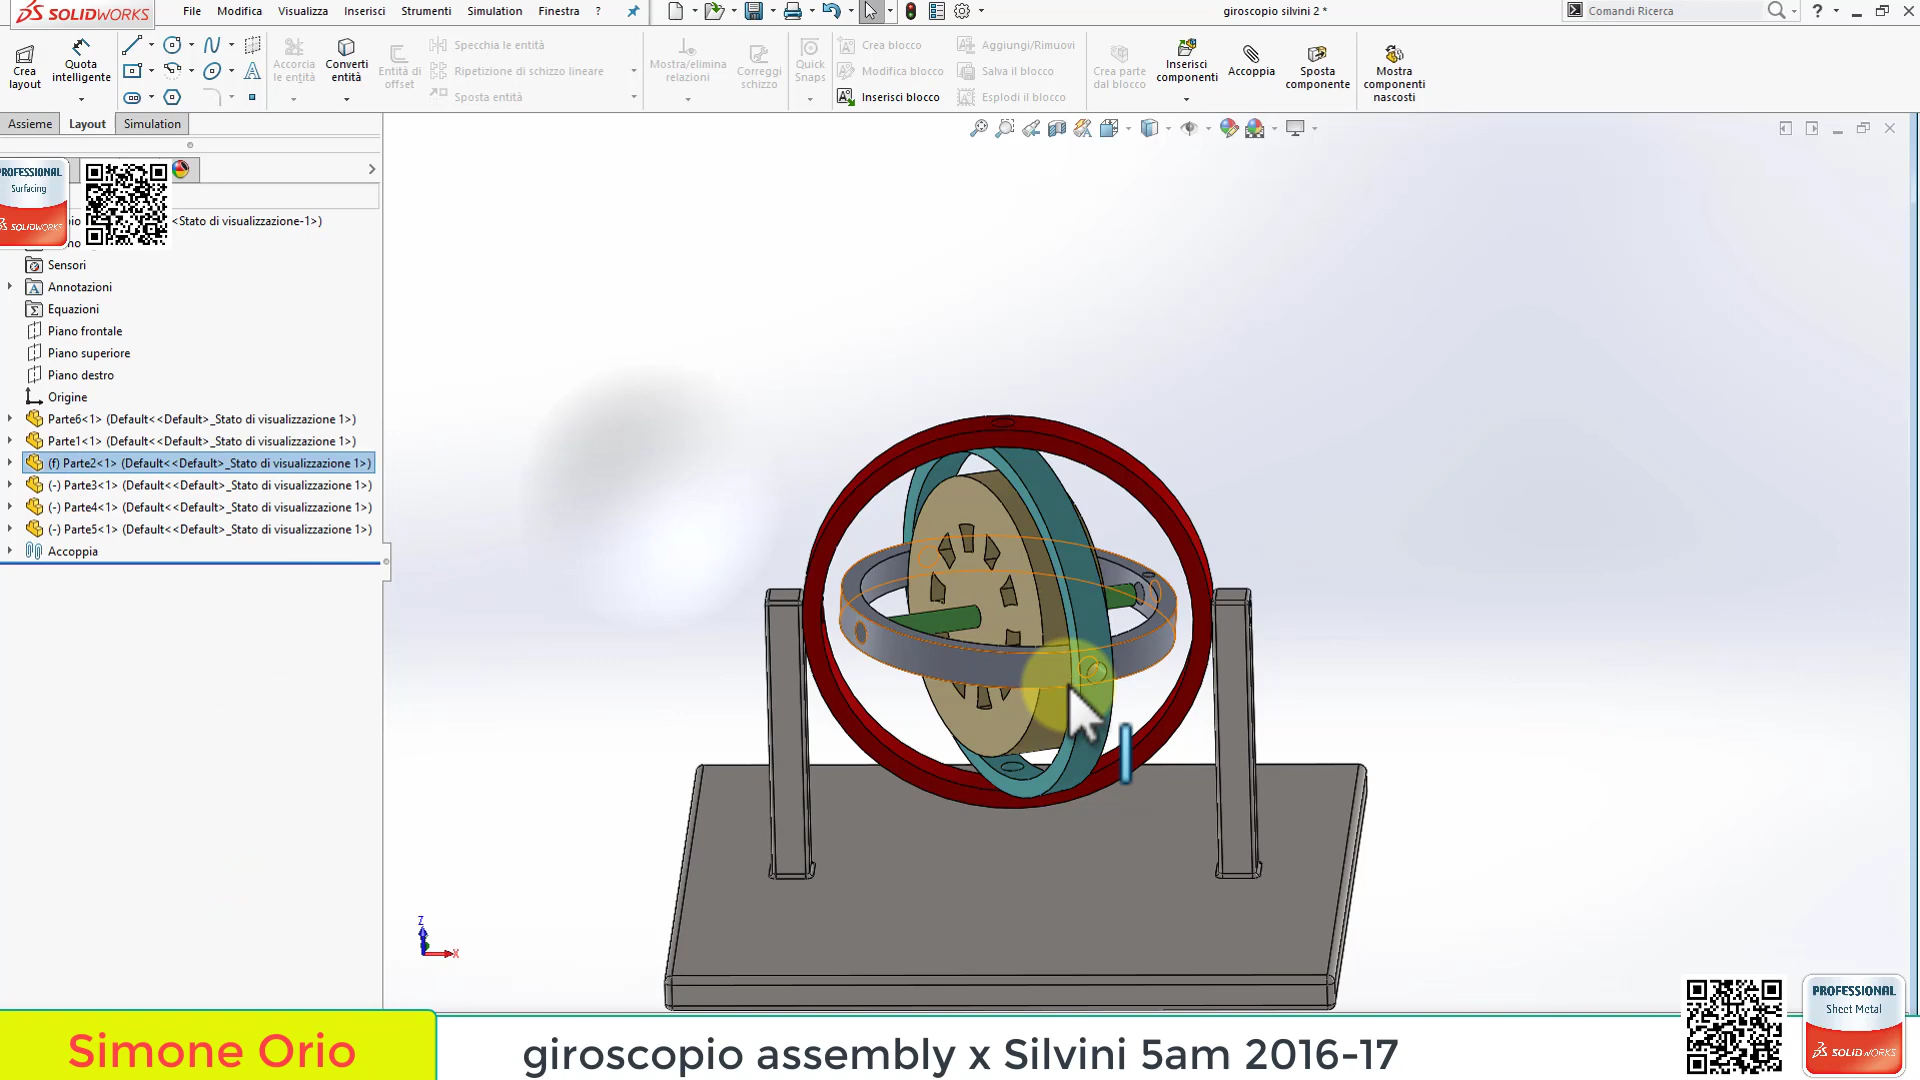 SOLIDWORKS File Modifica Visualizza Inserisci Strumenti Simulation Finestra ? giroscopio silvini 2 * Comandi Ricerca ?
Crea layout
Quota intelligente
Accorcia le entità
Converti entità
Entità di offset
Specchia le entità
Ripetizione di schizzo lineare
Sposta entità
Mostra/elimina relazioni
Correggi schizzo
Quick Snaps
Crea blocco
Modifica blocco
Inserisci blocco
Aggiungi/Rimuovi
Salva il blocco
Esplodi il blocco
Crea parte dal blocco
Inserisci componenti
Accoppia
Sposta componente
Mostra componenti nascosti
Assieme Layout Simulation
PROFESSIONAL
Surfacing
SOLIDWORKS
<Stato di visualizzazione-1>)
Sensori
Annotazioni
Equazioni
Piano frontale
Piano superiore
Piano destro
Origine
Parte6<1> (Default<<Default>_Stato di visualizzazione 1>)
Parte1<1> (Default<<Default>_Stato di visualizzazione 1>)
(f) Parte2<1> (Default<<Default>_Stato di visualizzazione 1>)
(-) Parte3<1> (Default<<Default>_Stato di visualizzazione 1>)
(-) Parte4<1> (Default<<Default>_Stato di visualizzazione 1>)
(-) Parte5<1> (Default<<Default>_Stato di visualizzazione 1>)
Accoppia
Z
X
Simone Orio
giroscopio assembly x Silvini 5am 2016-17
PROFESSIONAL
Sheet Metal
SOLIDWORKS